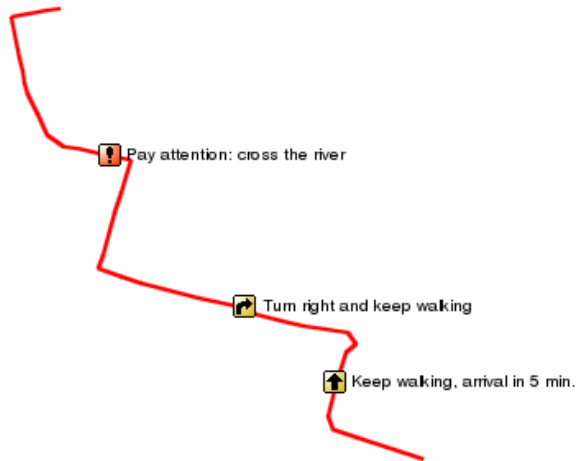 Pay attention: cross the river
Turn right and keep walking
Keep walking, arrival in 5 min.